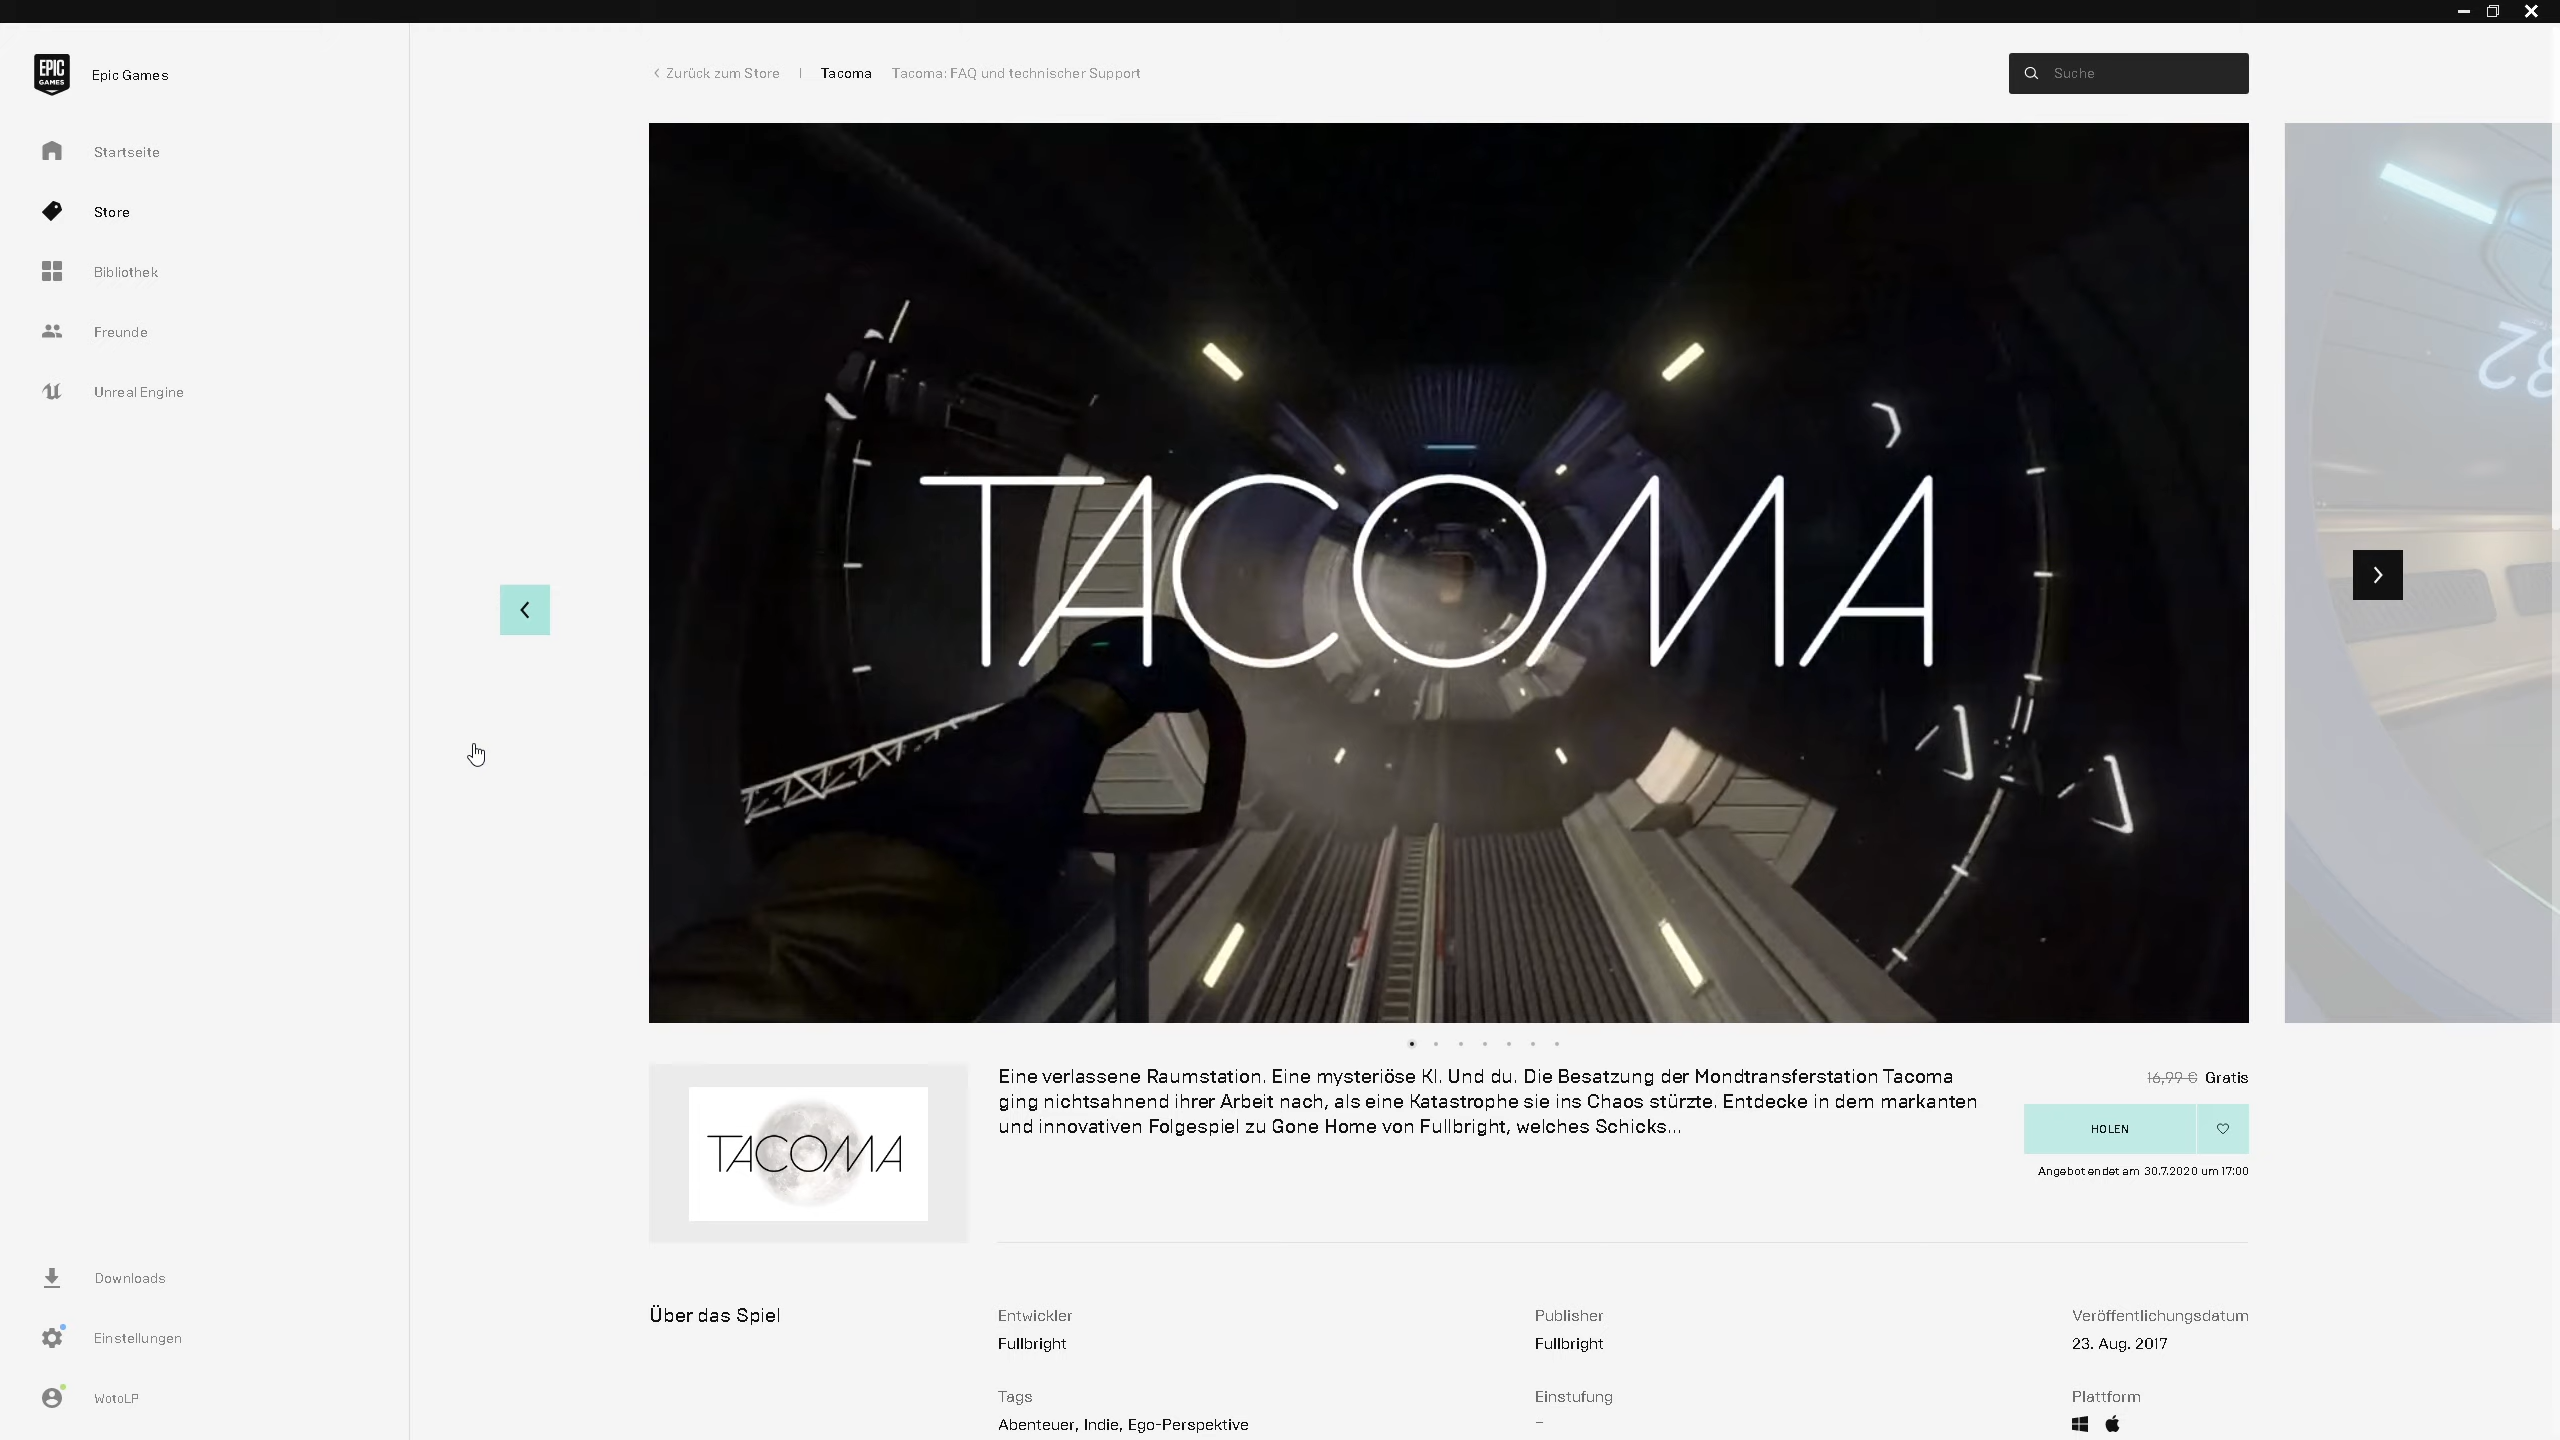 EPIC
GAMES
Epic Games
Startseite
Store
Bibliothek
Freunde
Unreal Engine
Downloads
Einstellungen
WotoLP
Zurück zum Store | Tacoma Tacoma: FAQ und technischer Support
Suche
TACOMA
82
TACOMA
Eine verlassene Raumstation. Eine mysteriöse KI. Und du. Die Besatzung der Mondtransferstation Tacoma
ging nichtsahnend ihrer Arbeit nach, als eine Katastrophe sie ins Chaos stürzte. Entdecke in dem markanten
und innovativen Folgespiel zu Gone Home von Fullbright, welches Schicks...
16,99 € Gratis
HOLEN
Angebot endet am 30.7.2020 um 17:00
Über das Spiel
Entwickler
Fullbright
Publisher
Fullbright
Veröffentlichungsdatum
23. Aug. 2017
Tags
Abenteuer, Indie, Ego-Perspektive
Einstufung
–
Plattform